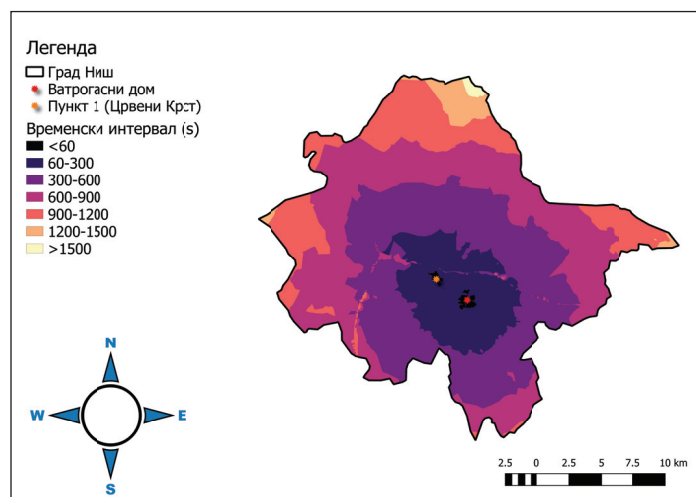 Легенда
Град Ниш
Ватрогасни дом
Пункт 1 (Црвени Крст)
Временски интервал (s)
<60
60-300
300-600
600-900
900-1200
1200-1500
>1500
N
W E
S
2.5 0 2.5 5 7.5 10 km